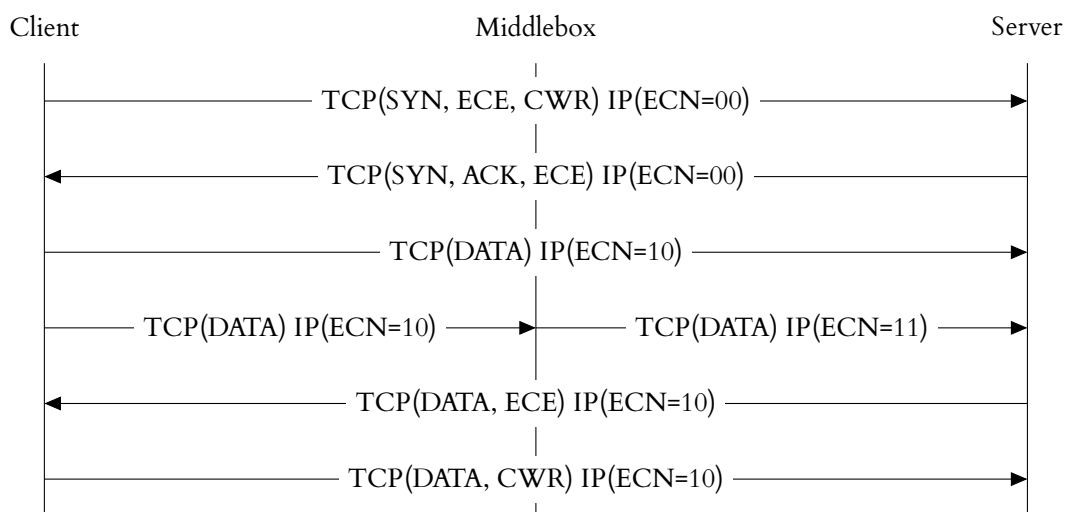 Client Middlebox Server
TCP(SYN, ECE, CWR) IP(ECN=00)
TCP(SYN, ACK, ECE) IP(ECN=00)
TCP(DATA) IP(ECN=10)
TCP(DATA) IP(ECN=10) TCP(DATA) IP(ECN=11)
TCP(DATA, ECE) IP(ECN=10)
TCP(DATA, CWR) IP(ECN=10)